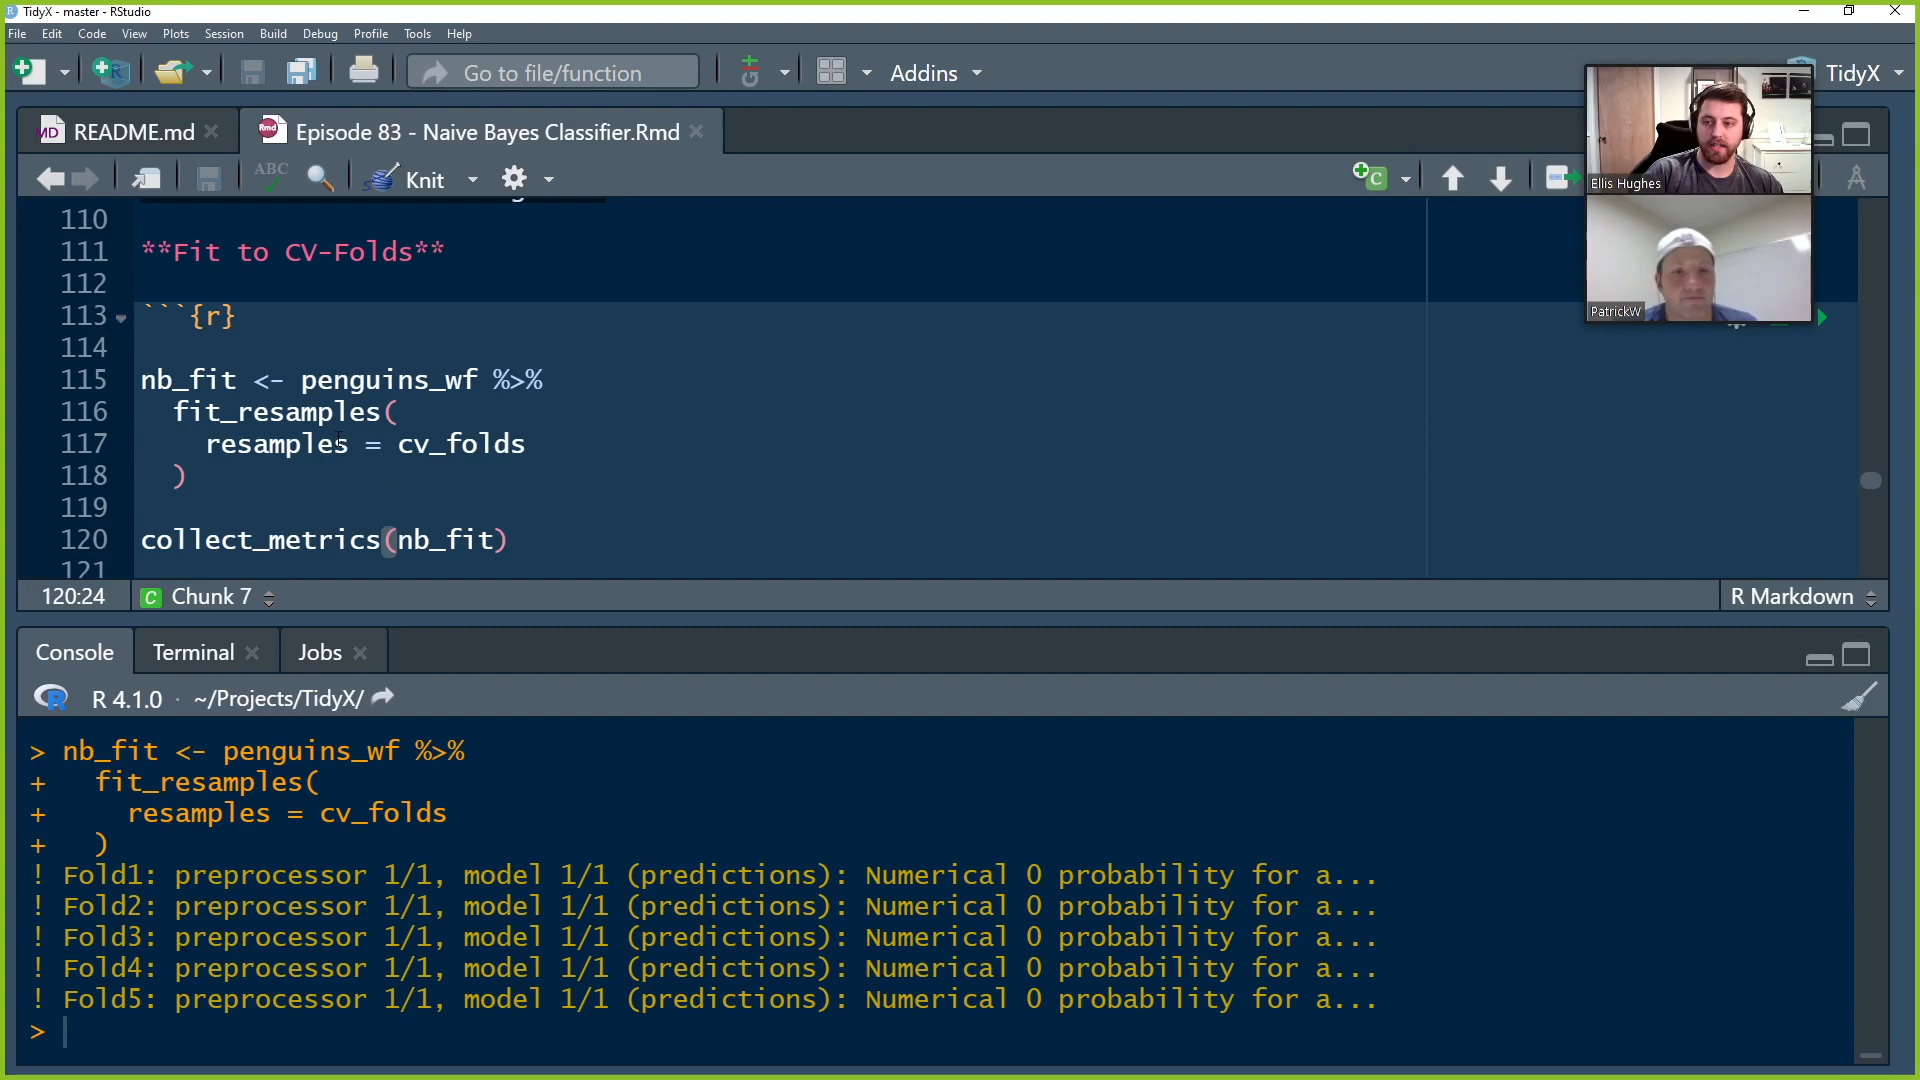 TidyX - master - RStudio
File Edit Code View Plots Session Build Debug Profile Tools Help
Go to file/function Addins TidyX
README.md Episode 83 - Naive Bayes Classifier.Rmd
ABC Knit
Ellis Hughes
PatrickW
110
111 **Fit to CV-Folds**
112
113 ```{r}
114
115 nb_fit <- penguins_wf %>%
116 fit_resamples(
117 resamples = cv_folds
118 )
119
120 collect_metrics(nb_fit)
121
120:24 C Chunk 7 R Markdown
Console Terminal Jobs
R 4.1.0 · ~/Projects/TidyX/
> nb_fit <- penguins_wf %>%
+ fit_resamples(
+ resamples = cv_folds
+ )
! Fold1: preprocessor 1/1, model 1/1 (predictions): Numerical 0 probability for a...
! Fold2: preprocessor 1/1, model 1/1 (predictions): Numerical 0 probability for a...
! Fold3: preprocessor 1/1, model 1/1 (predictions): Numerical 0 probability for a...
! Fold4: preprocessor 1/1, model 1/1 (predictions): Numerical 0 probability for a...
! Fold5: preprocessor 1/1, model 1/1 (predictions): Numerical 0 probability for a...
>